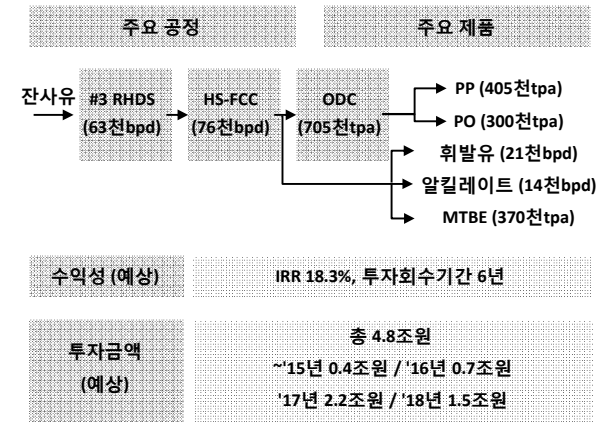 주요 공정
주요 제품
잔사유
#3 RHDS
(63천bpd)
HS-FCC
(76천bpd)
ODC
(705천tpa)
PP (405천tpa)
PO (300천tpa)
휘발유 (21천bpd)
알킬레이트 (14천bpd)
MTBE (370천tpa)
수익성 (예상)
IRR 18.3%, 투자회수기간 6년
투자금액
(예상)
총 4.8조원
~'15년 0.4조원 / '16년 0.7조원
'17년 2.2조원 / '18년 1.5조원